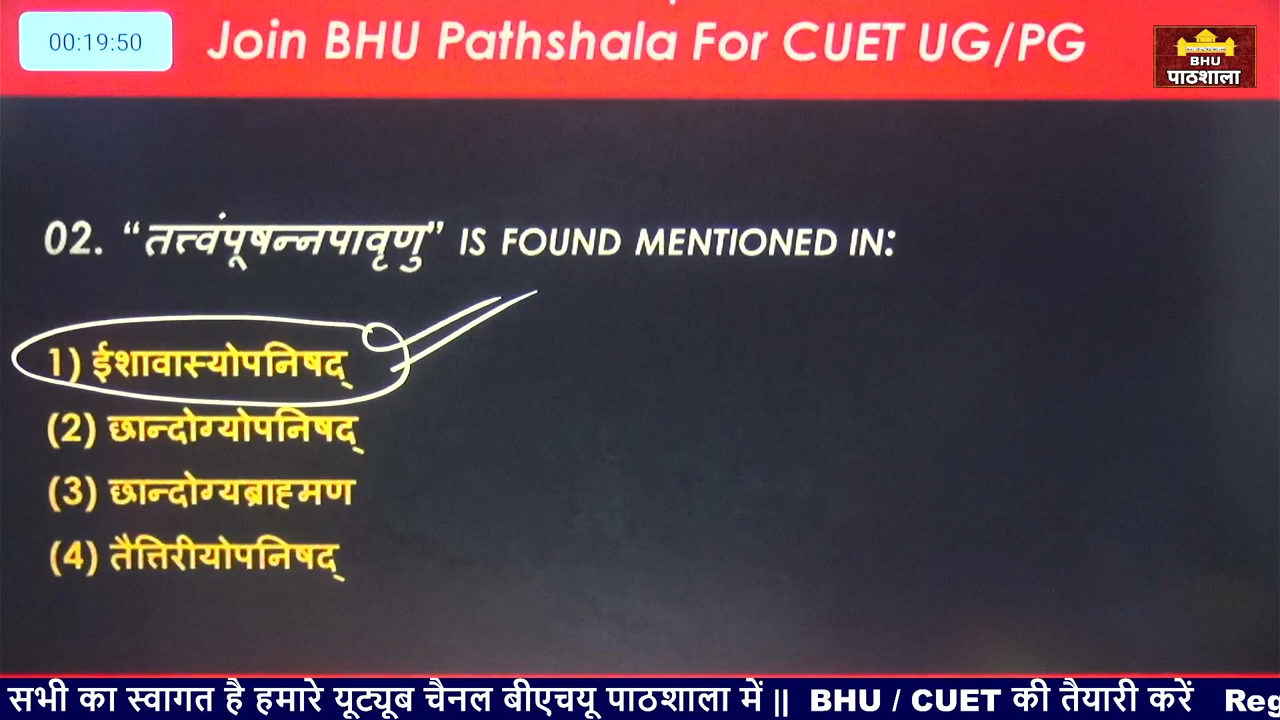 00:19:50
Join BHU Pathshala For CUET UG/PG
BHU
पाठशाला
02. “तत्त्वंपूषन्नपावृणु” IS FOUND MENTIONED IN:
1) ईशावास्योपनिषद्
(2) छान्दोग्योपनिषद्
(3) छान्दोग्यब्राह्मण
(4) तैत्तिरीयोपनिषद्
सभी का स्वागत है हमारे यूट्यूब चैनल बीएचयू पाठशाला में || BHU / CUET की तैयारी करें Reg